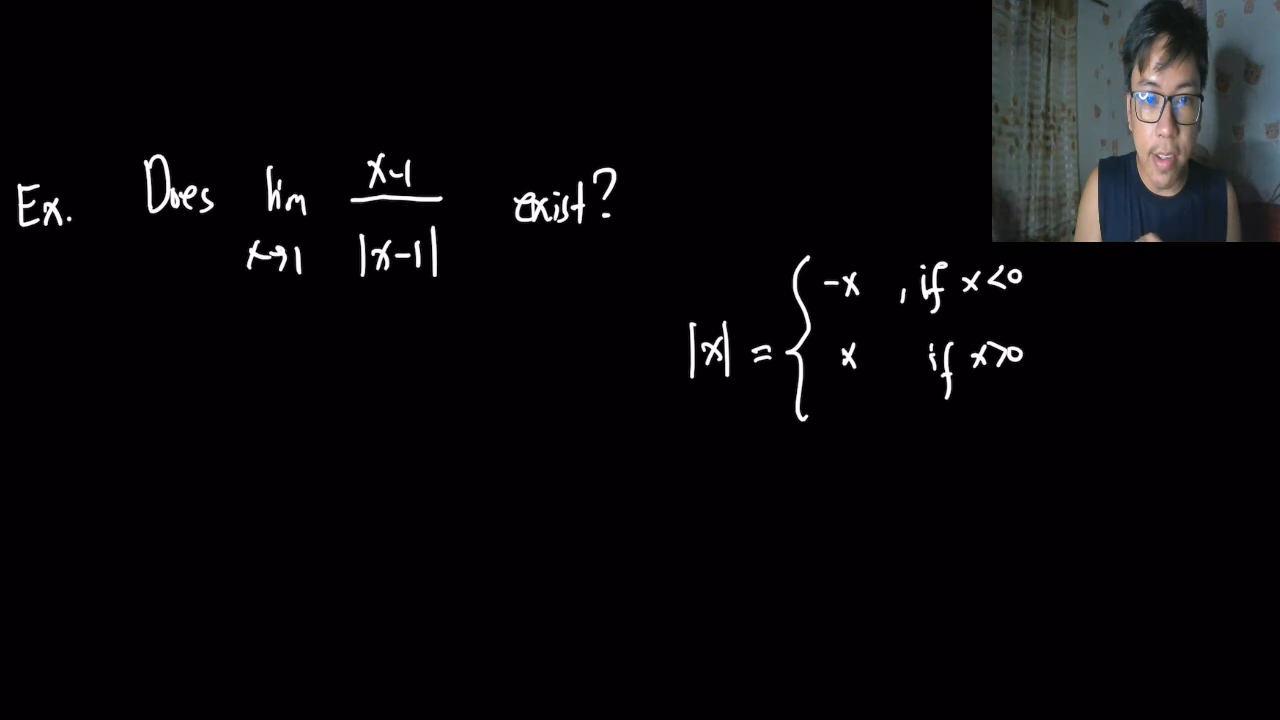 Ex. Does lim x→1 x-1 / |x-1| exist?
|x| = { -x , if x<0
x if x>0